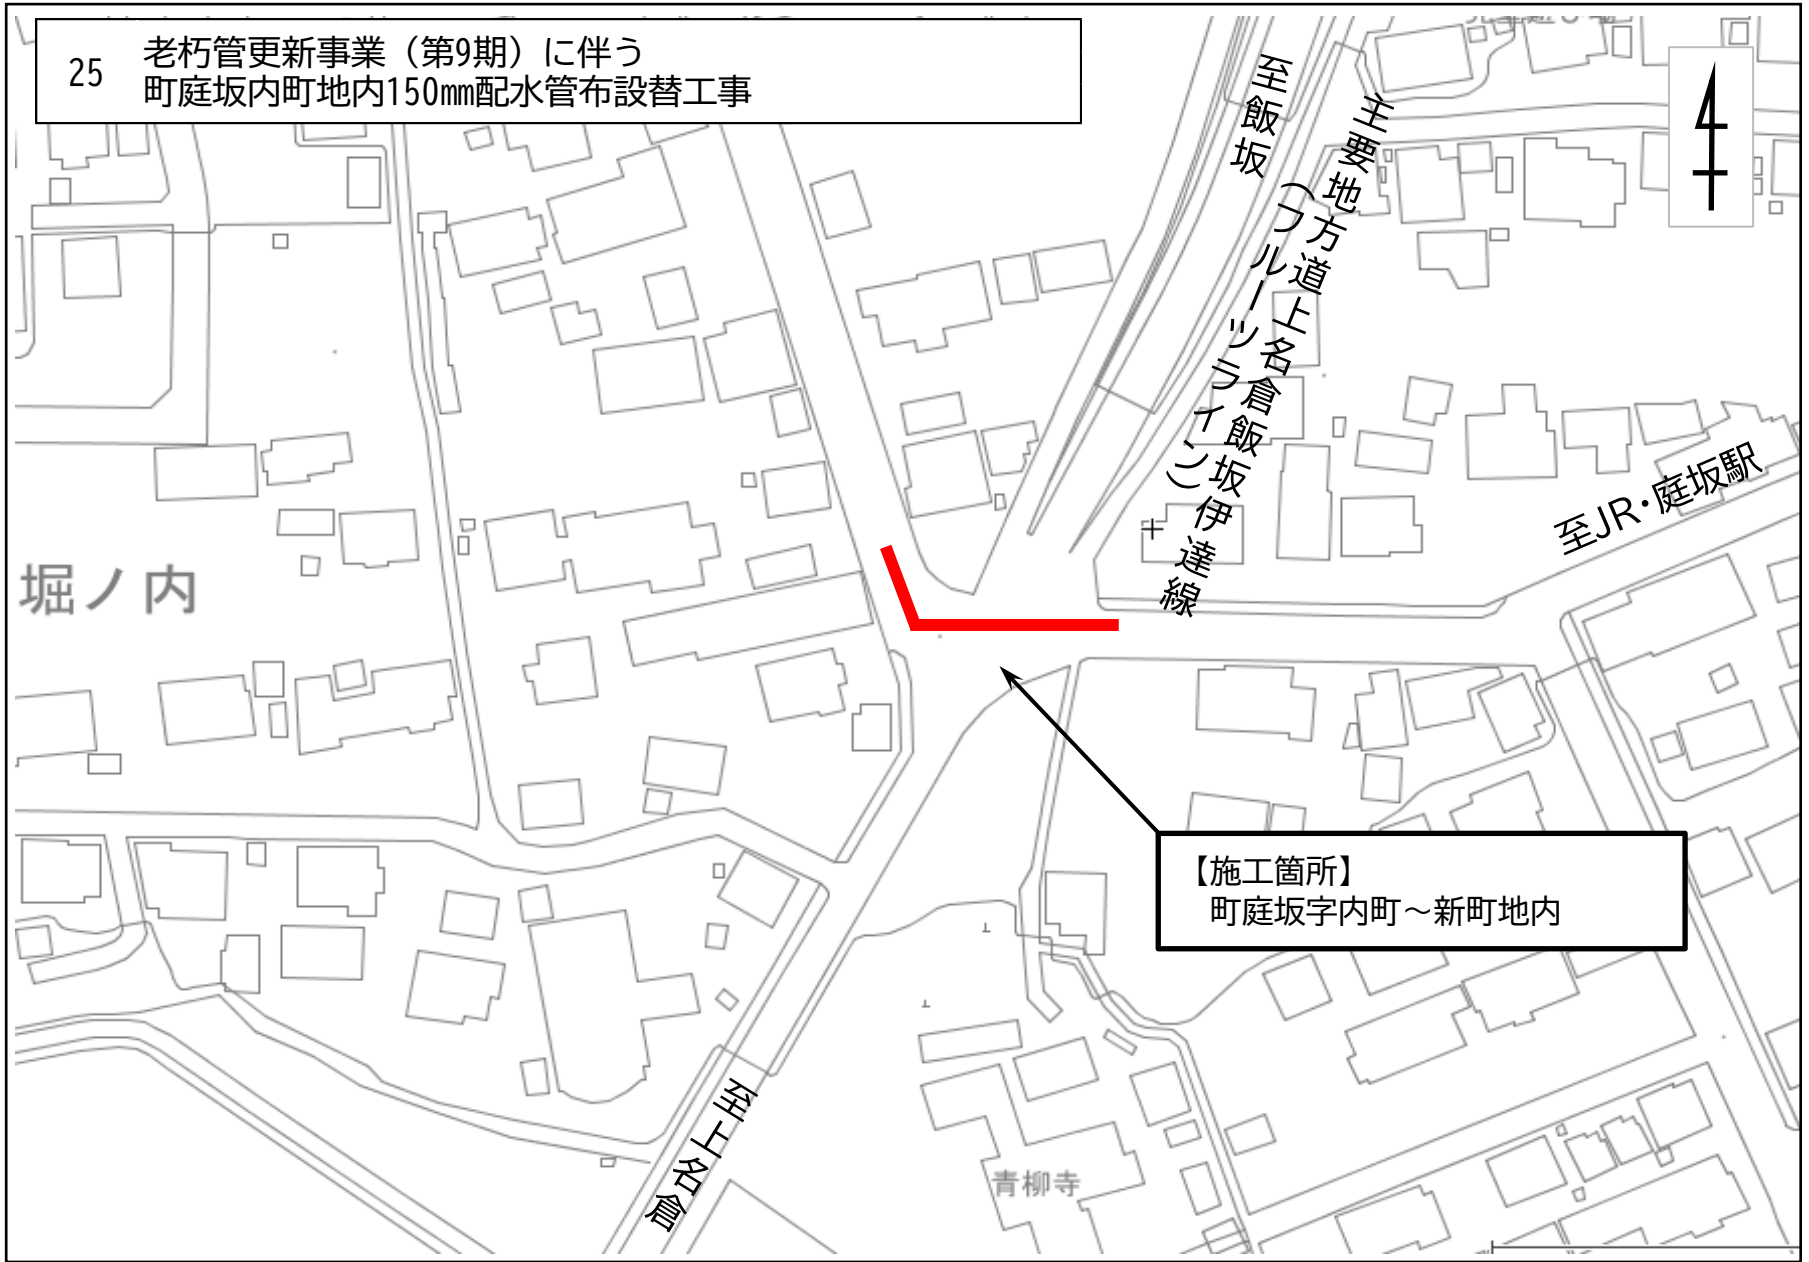 25
老朽管更新事業（第9期）に伴う
町庭坂内町地内150mm配水管布設替工事
至飯坂
主要地方道上名倉飯坂伊達線
（フルーツライン）
至JR・庭坂駅
堀ノ内
【施工箇所】
町庭坂字内町～新町地内
至上名倉
青柳寺